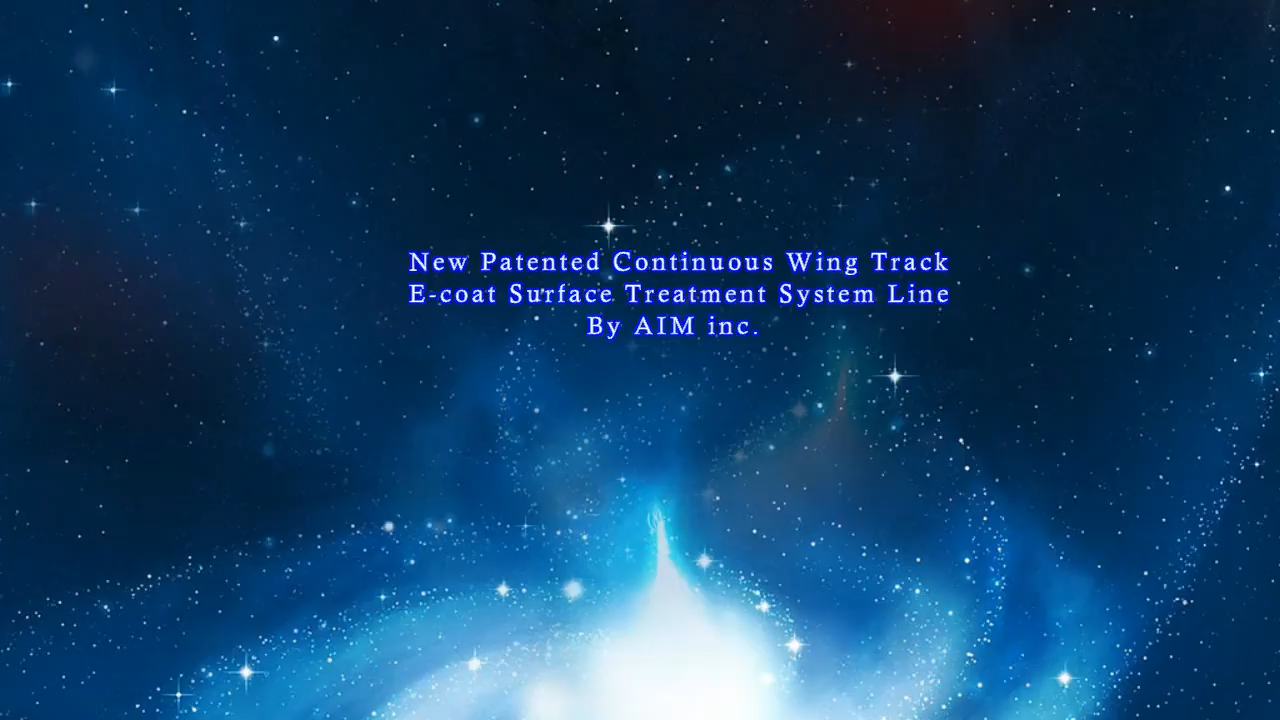 New Patented Continuous Wing Track
E-coat Surface Treatment System Line
By AIM inc.